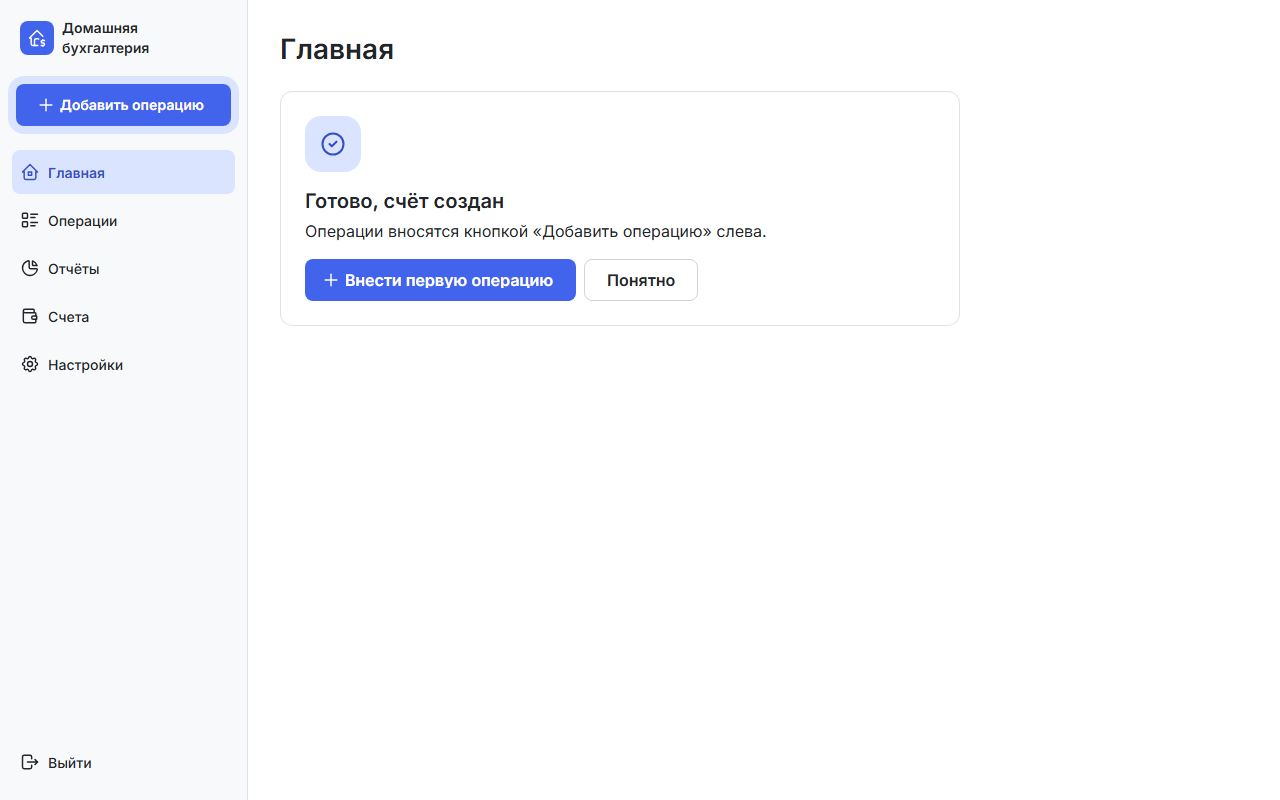 Домашняя
бухгалтерия
Добавить операцию
Главная
Операции
Отчёты
Счета
Настройки
Выйти
Главная
Готово, счёт создан
Операции вносятся кнопкой «Добавить операцию» слева.
Внести первую операцию
Понятно